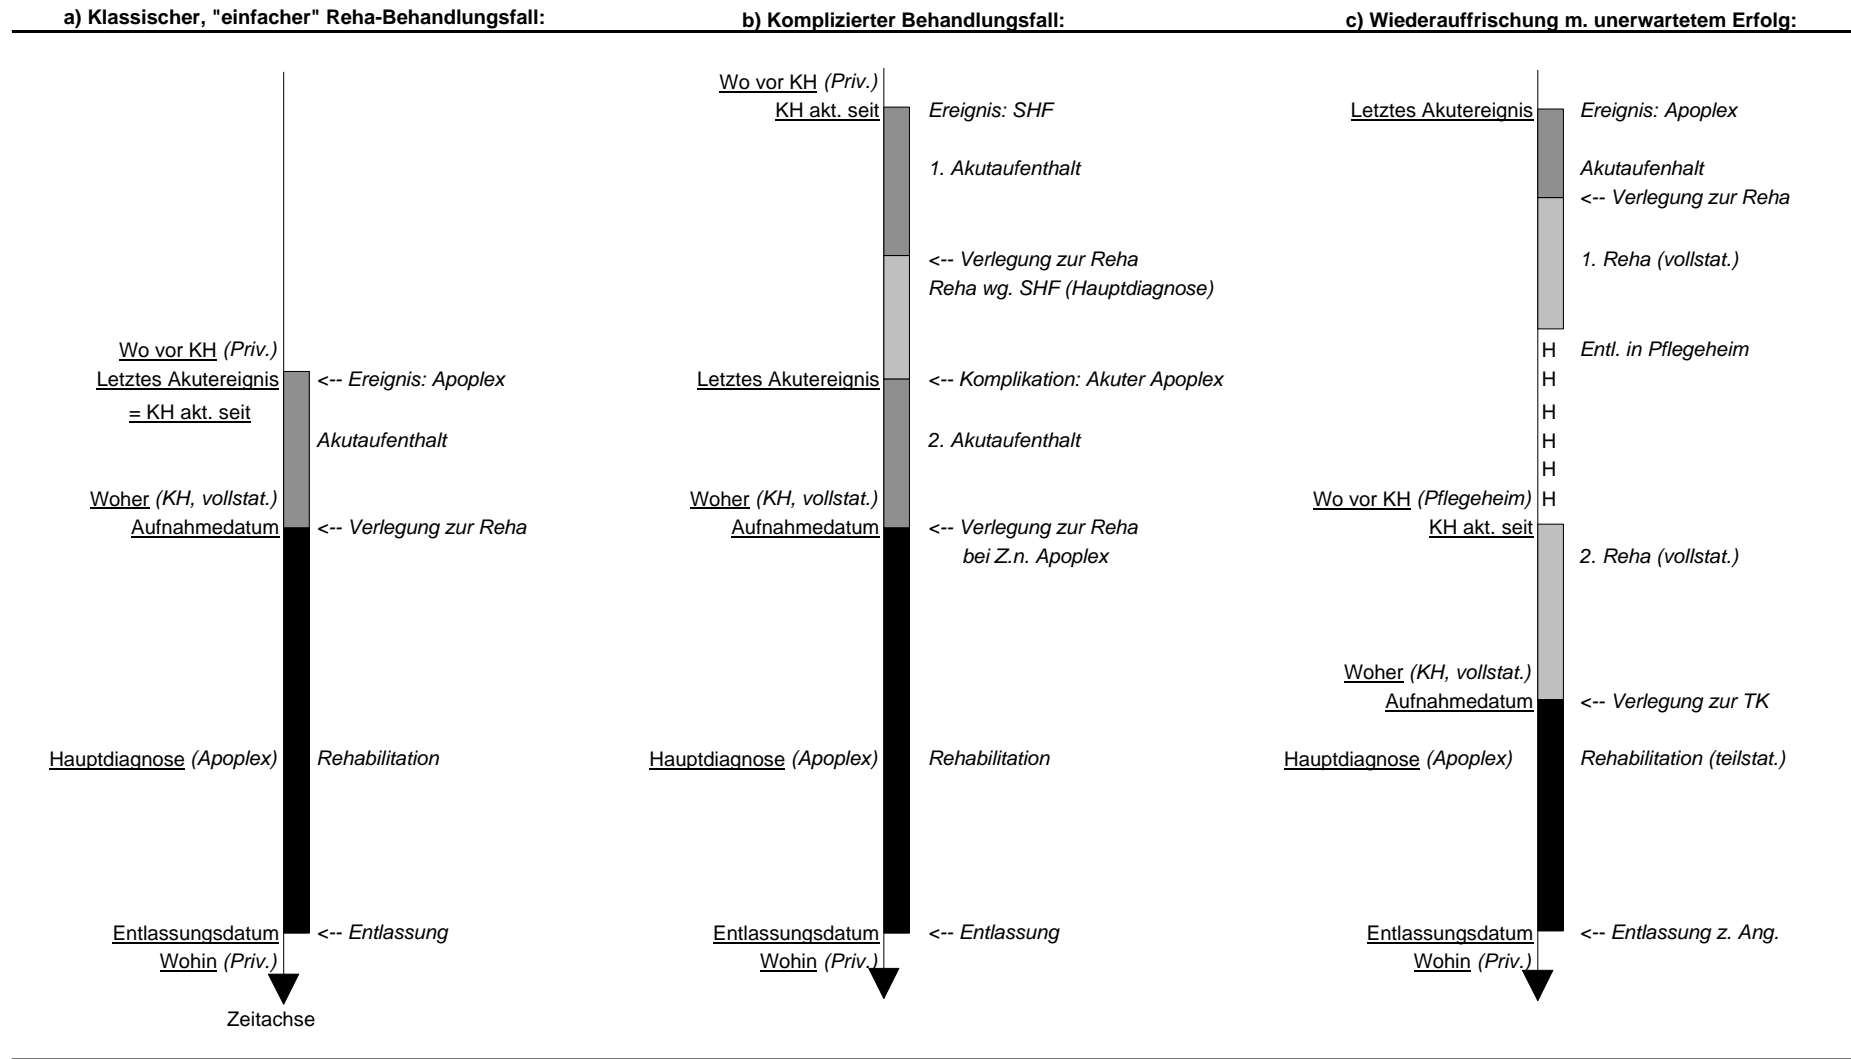 a) Klassischer, "einfacher" Reha-Behandlungsfall:
Wo vor KH (Priv.)
Letztes Akutereignis <-- Ereignis: Apoplex
= KH akt. seit
Akutaufenthalt
Woher (KH, vollstat.)
Aufnahmedatum <-- Verlegung zur Reha
Hauptdiagnose (Apoplex) Rehabilitation
Entlassungsdatum <-- Entlassung
Wohin (Priv.)
Zeitachse
b) Komplizierter Behandlungsfall:
Wo vor KH (Priv.)
KH akt. seit Ereignis: SHF
1. Akutaufenthalt
<-- Verlegung zur Reha
Reha wg. SHF (Hauptdiagnose)
Letztes Akutereignis <-- Komplikation: Akuter Apoplex
2. Akutaufenthalt
Woher (KH, vollstat.)
Aufnahmedatum <-- Verlegung zur Reha
bei Z.n. Apoplex
Hauptdiagnose (Apoplex) Rehabilitation
Entlassungsdatum <-- Entlassung
Wohin (Priv.)
c) Wiederauffrischung m. unerwartetem Erfolg:
Letztes Akutereignis Ereignis: Apoplex
Akutaufenhalt
<-- Verlegung zur Reha
1. Reha (vollstat.)
H Entl. in Pflegeheim
H
H
H
H
Wo vor KH (Pflegeheim) H
KH akt. seit
2. Reha (vollstat.)
Woher (KH, vollstat.)
Aufnahmedatum <-- Verlegung zur TK
Hauptdiagnose (Apoplex) Rehabilitation (teilstat.)
Entlassungsdatum <-- Entlassung z. Ang.
Wohin (Priv.)